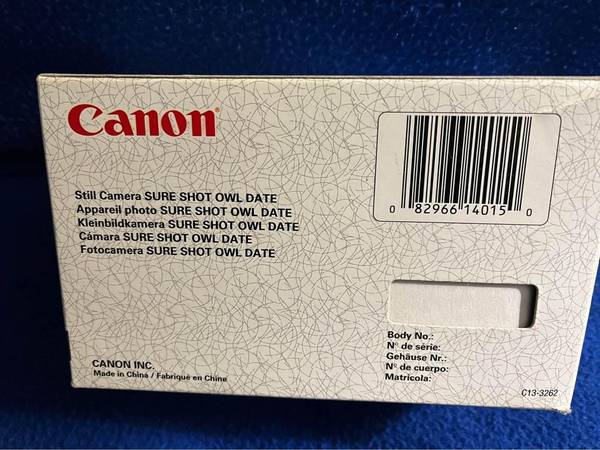 Canon
Still Camera SURE SHOT OWL DATE
Appareil photo SURE SHOT OWL DATE
Kleinbildkamera SURE SHOT OWL DATE
Cámara SURE SHOT OWL DATE
Fotocamera SURE SHOT OWL DATE
0 82966 14015 0
Body No.:
N° de série:
Gehäuse Nr.:
N° de cuerpo:
Matricola:
CANON INC.
Made in China / Fabriqué en Chine
C13-3262